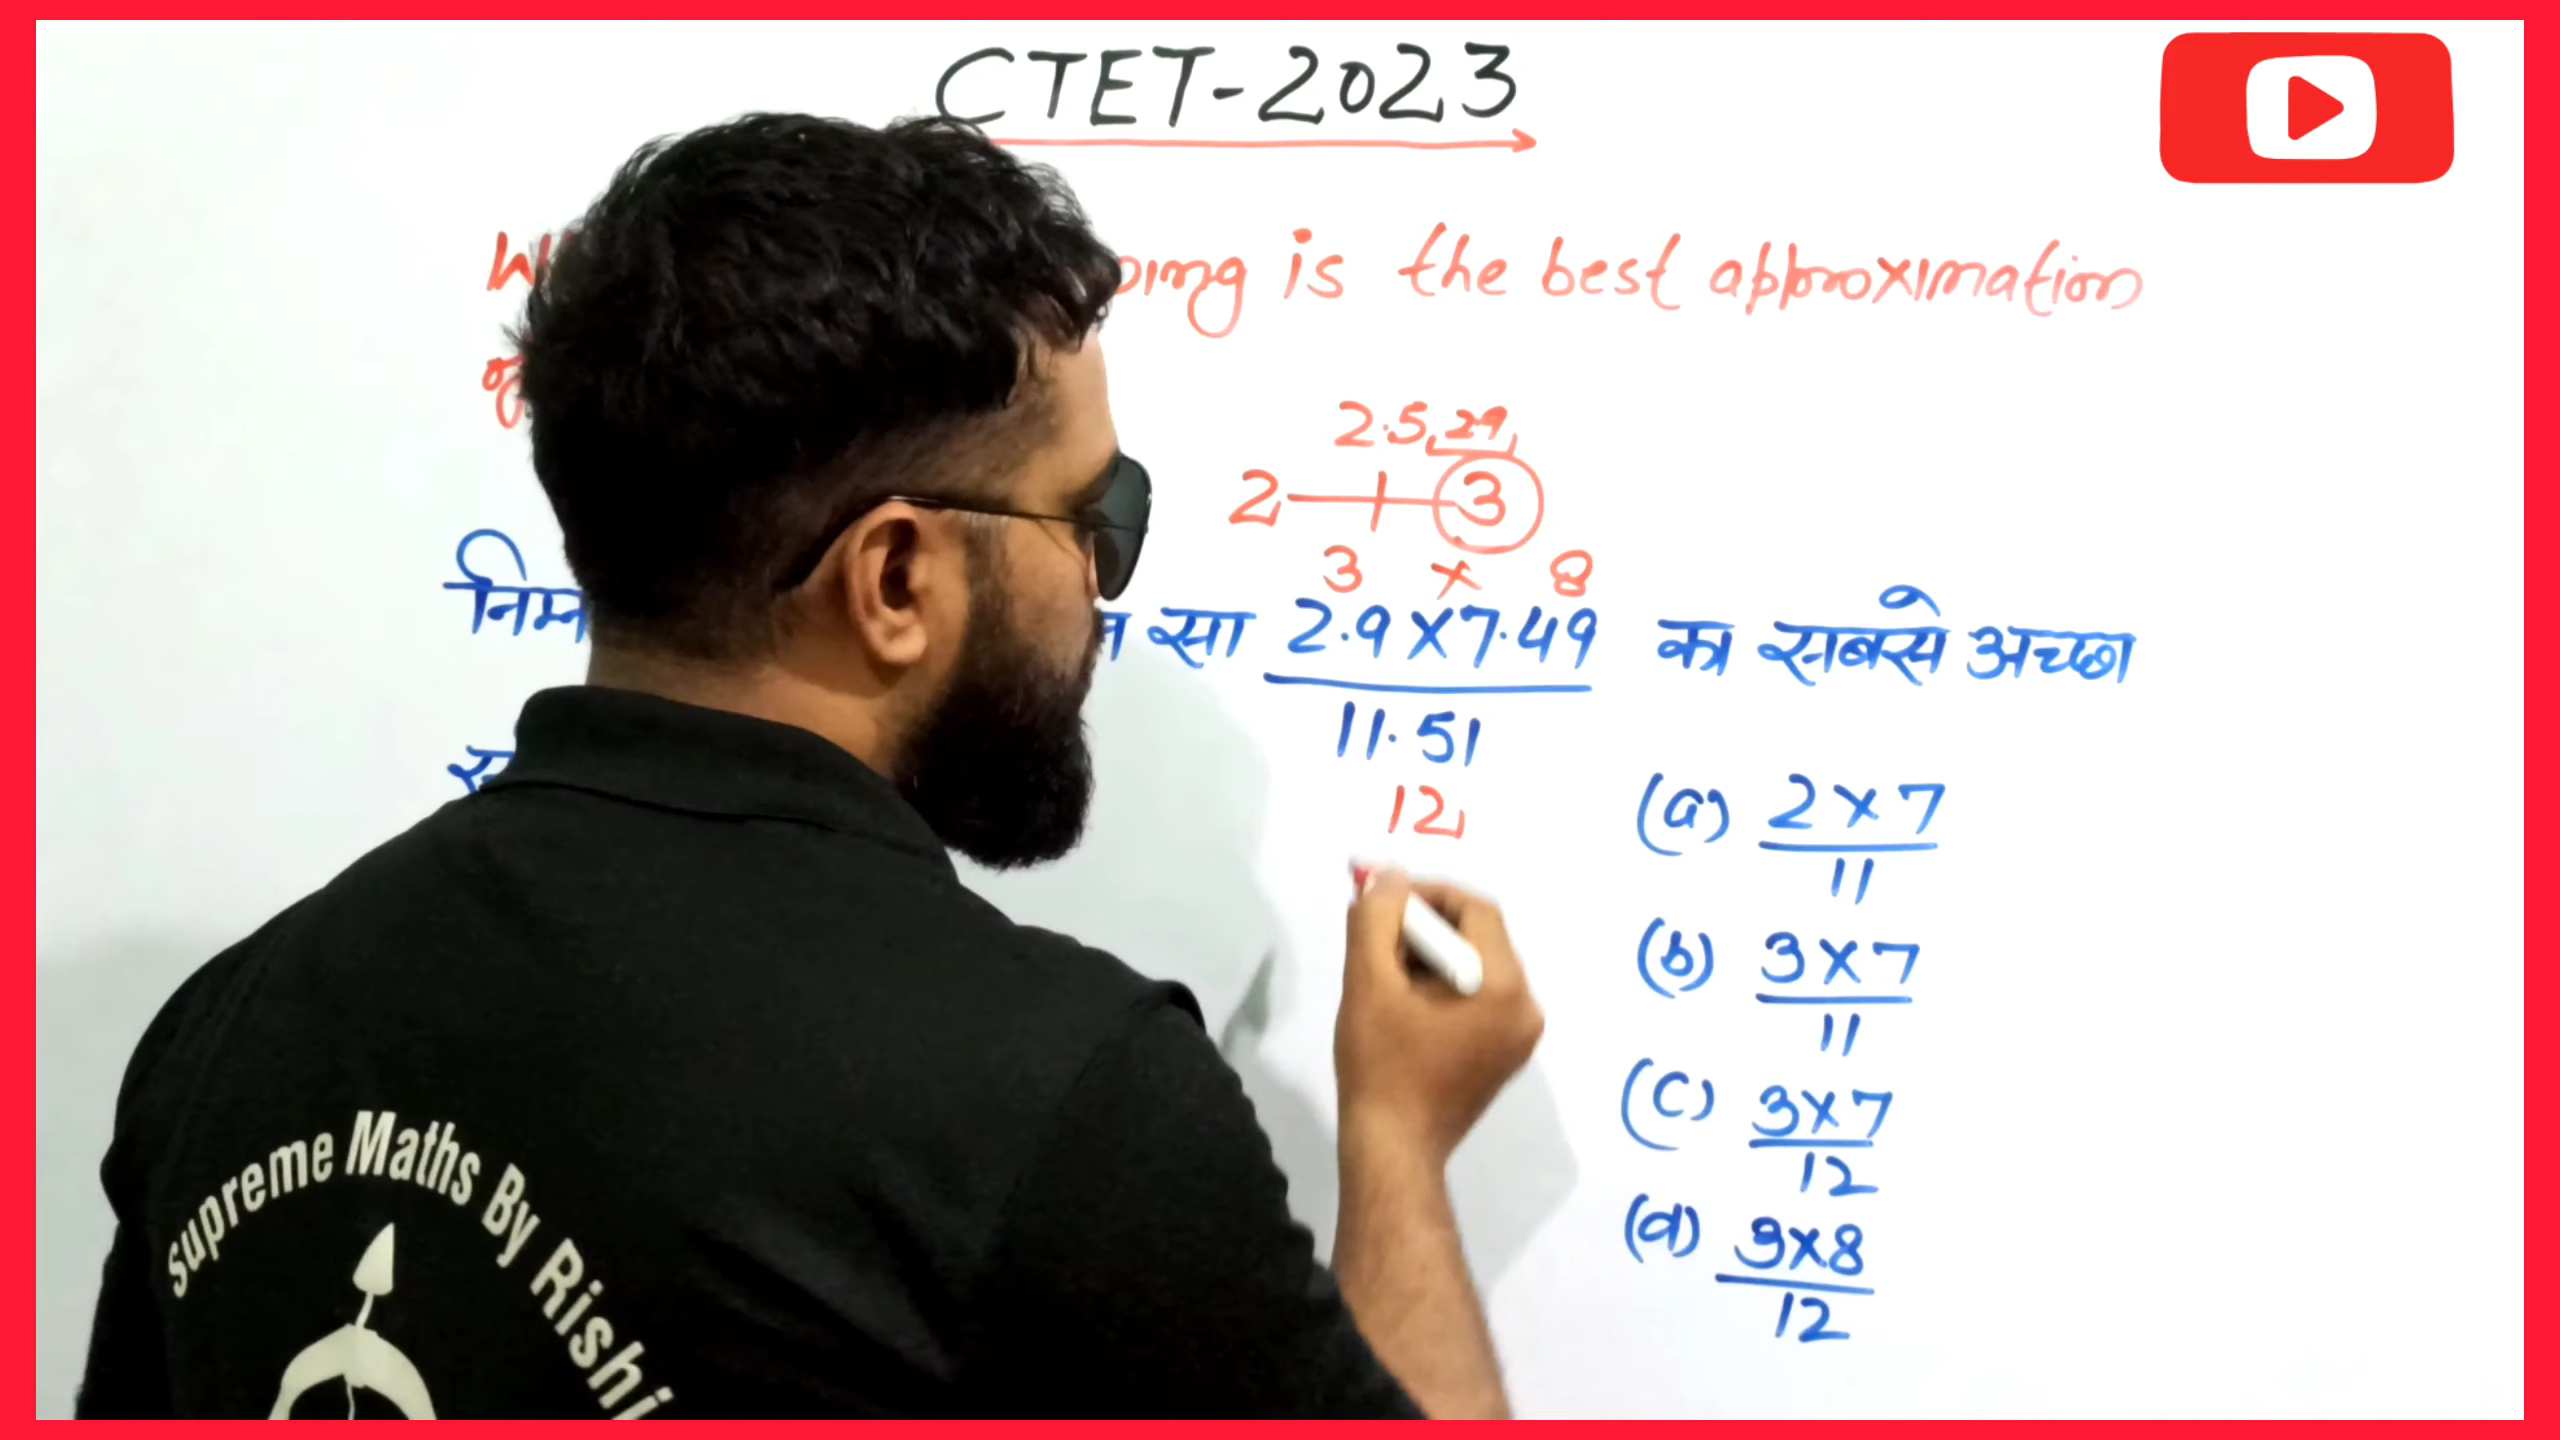 CTET-2023
is the best approximation
2.5, 29,
2 3
3 × 8
सा 2.9×7.49 का सबसे अच्छा
11.51
12
(a) 2×7
11
(b) 3×7
11
(c) 3×7
12
(d) 3×8
12
Supreme Maths By Rishi